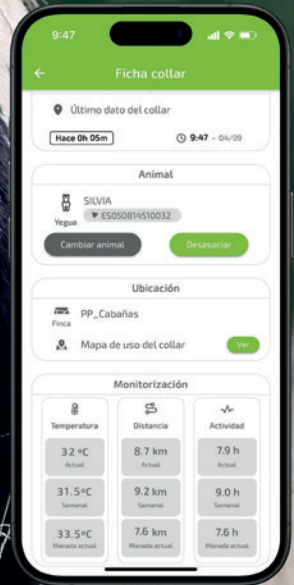 9:47
Ficha collar
Último dato del collar
Hace 0h 05m
9:47 - 04/09
Animal
SILVIA
Yegua
ES050814510032
Cambiar animal
Desasociar
Ubicación
Finca
PP_Cabañas
Mapa de uso del collar
Ver
Monitorización
Temperatura Distancia Actividad
32 ºC 8.7 km 7.9 h
Actual Actual Actual
31.5ºC 9.2 km 9.0 h
Semanal Semanal Semanal
33.5ºC 7.6 km 7.6 h
Manada actual Manada actual Manada actual